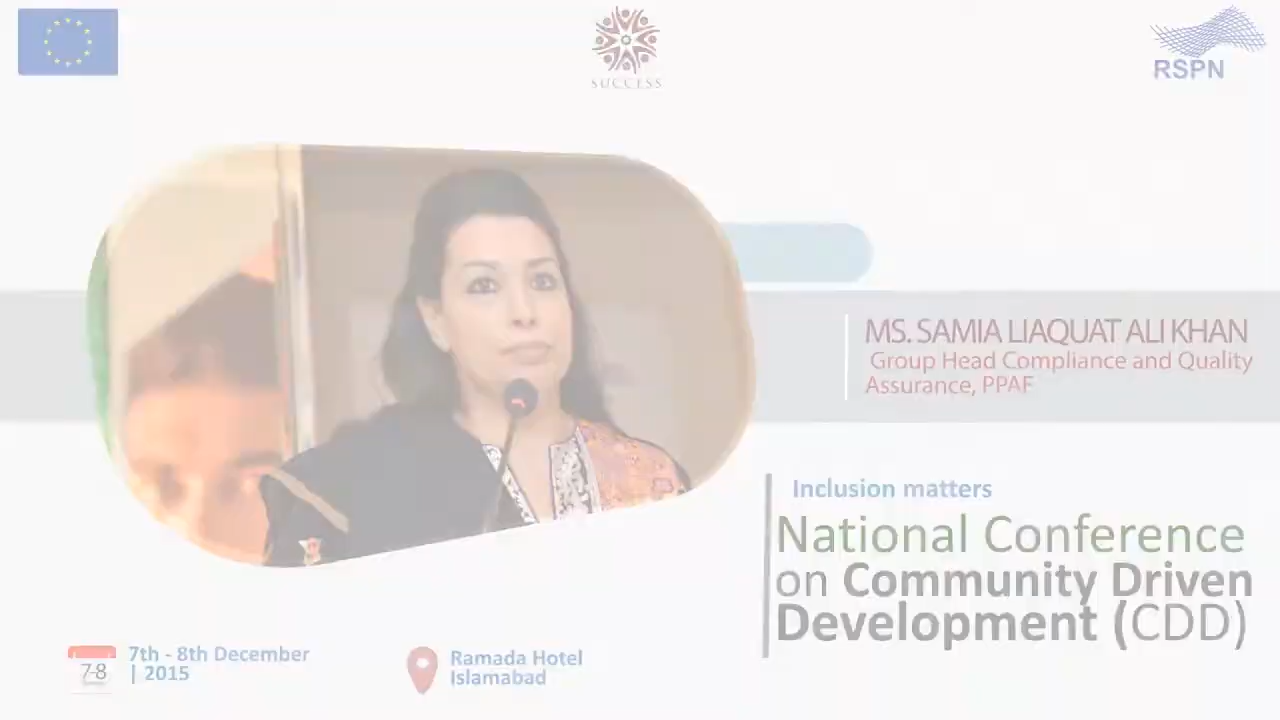 SUCCESS
RSPN
MS. SAMIA LIAQUAT ALI KHAN
Group Head Compliance and Quality
Assurance, PPAF
Inclusion matters
National Conference
on Community Driven
Development (CDD)
7-8
7th - 8th December
| 2015
Ramada Hotel
Islamabad